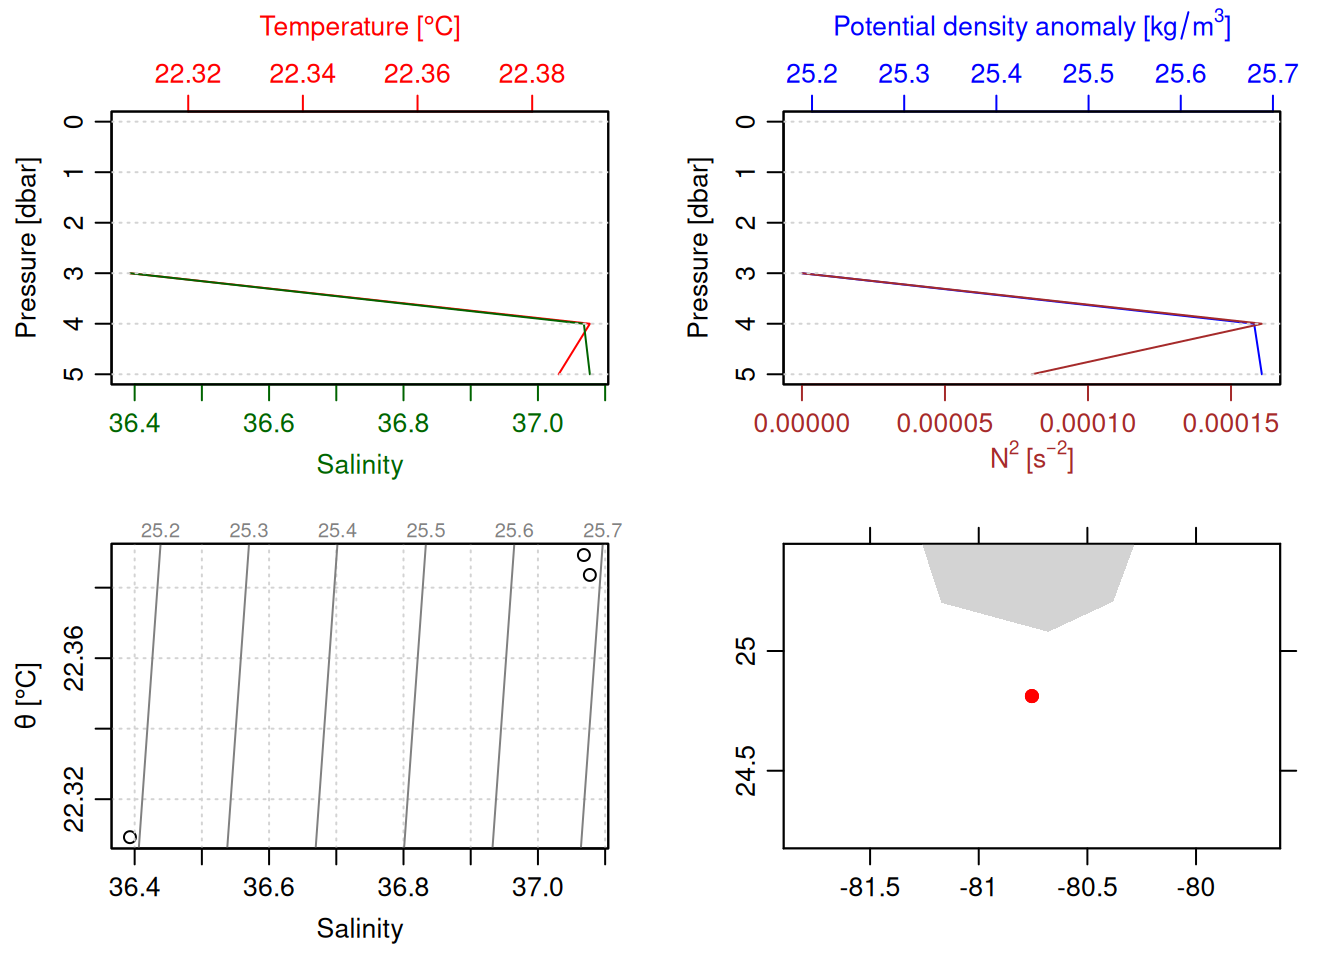 Temperature [°C]
22.32 22.34 22.36 22.38
Pressure [dbar]
0
1
2
3
4
5
36.4 36.6 36.8 37.0
Salinity
Potential density anomaly [kg/m³]
25.2 25.3 25.4 25.5 25.6 25.7
Pressure [dbar]
0
1
2
3
4
5
0.00000 0.00005 0.00010 0.00015
N² [s⁻²]
25.2 25.3 25.4 25.5 25.6 25.7
θ [°C]
22.36
22.32
36.4 36.6 36.8 37.0
Salinity
25
24.5
-81.5 -81 -80.5 -80